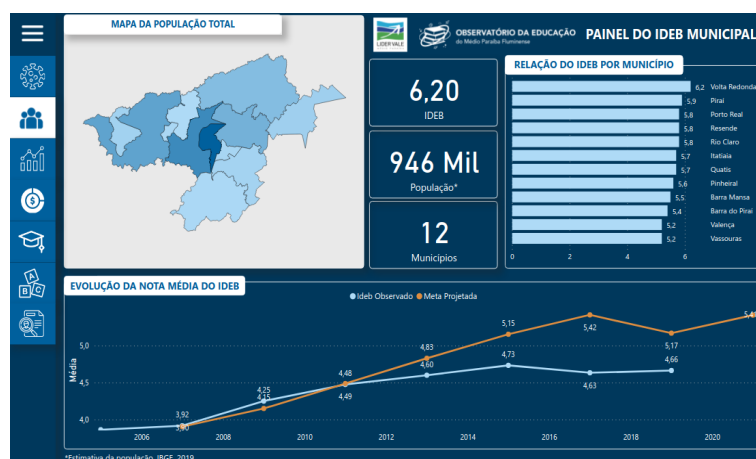 MAPA DA POPULAÇÃO TOTAL
LIDER VALE
OBSERVATÓRIO DA EDUCAÇÃO
do Médio Paraíba Fluminense
PAINEL DO IDEB MUNICIPAL
6,20
IDEB
946 Mil
População*
12
Municípios
RELAÇÃO DO IDEB POR MUNICÍPIO
6,2 Volta Redonda
5,9 Piraí
5,8 Porto Real
5,8 Resende
5,8 Rio Claro
5,7 Itatiaia
5,7 Quatis
5,6 Pinheiral
5,5 Barra Mansa
5,4 Barra do Piraí
5,2 Valença
5,2 Vassouras
0 2 4 6
EVOLUÇÃO DA NOTA MÉDIA DO IDEB
Ideb Observado Meta Projetada
Média
5,0
4,5
4,0
3,92
4,25
4,15
4,48
4,49
4,83
4,60
5,15
4,73
5,42
4,63
5,17
4,66
2006 2008 2010 2012 2014 2016 2018 2020
*Estimativa da população, IBGE, 2019
A
B C